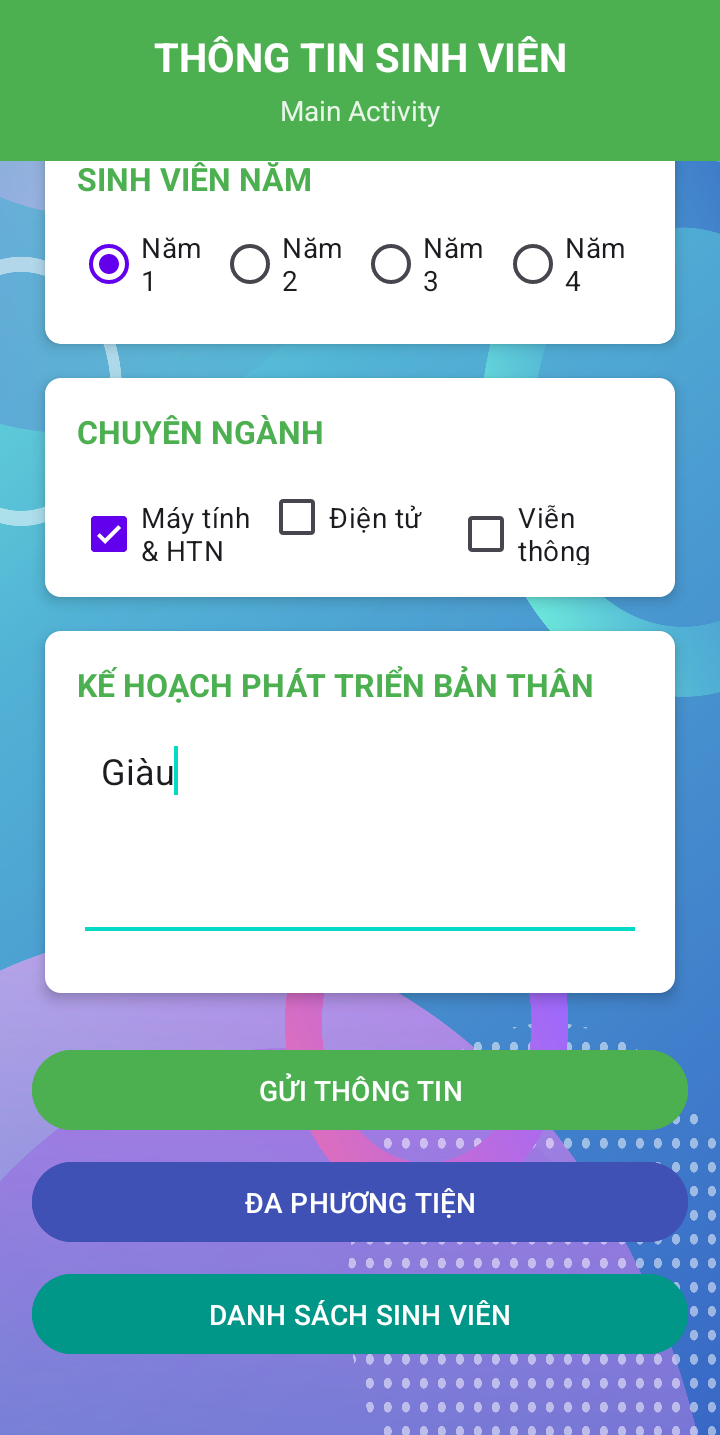 THÔNG TIN SINH VIÊN
Main Activity
SINH VIÊN NĂM
Năm Năm Năm Năm
1 2 3 4
CHUYÊN NGÀNH
Máy tính Điện tử Viễn
& HTN thông
KẾ HOẠCH PHÁT TRIỂN BẢN THÂN
Giàu
GỬI THÔNG TIN
ĐA PHƯƠNG TIỆN
DANH SÁCH SINH VIÊN